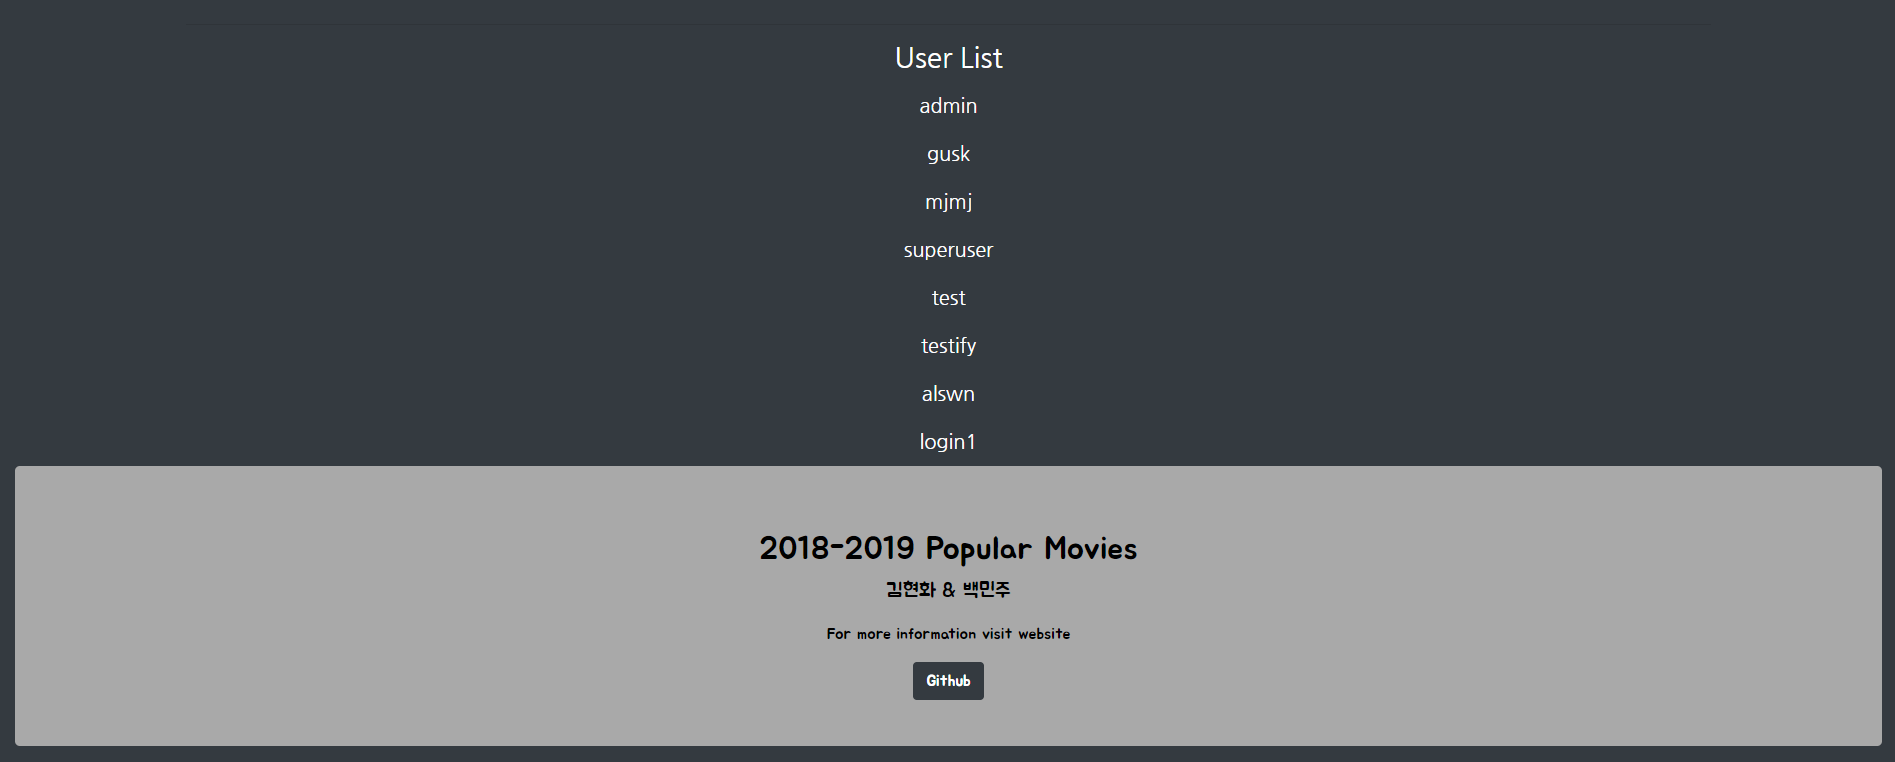 User List
admin
gusk
mjmj
superuser
test
testify
alswn
login1
2018-2019 Popular Movies
김현화 & 백민주
For more information visit website
Github